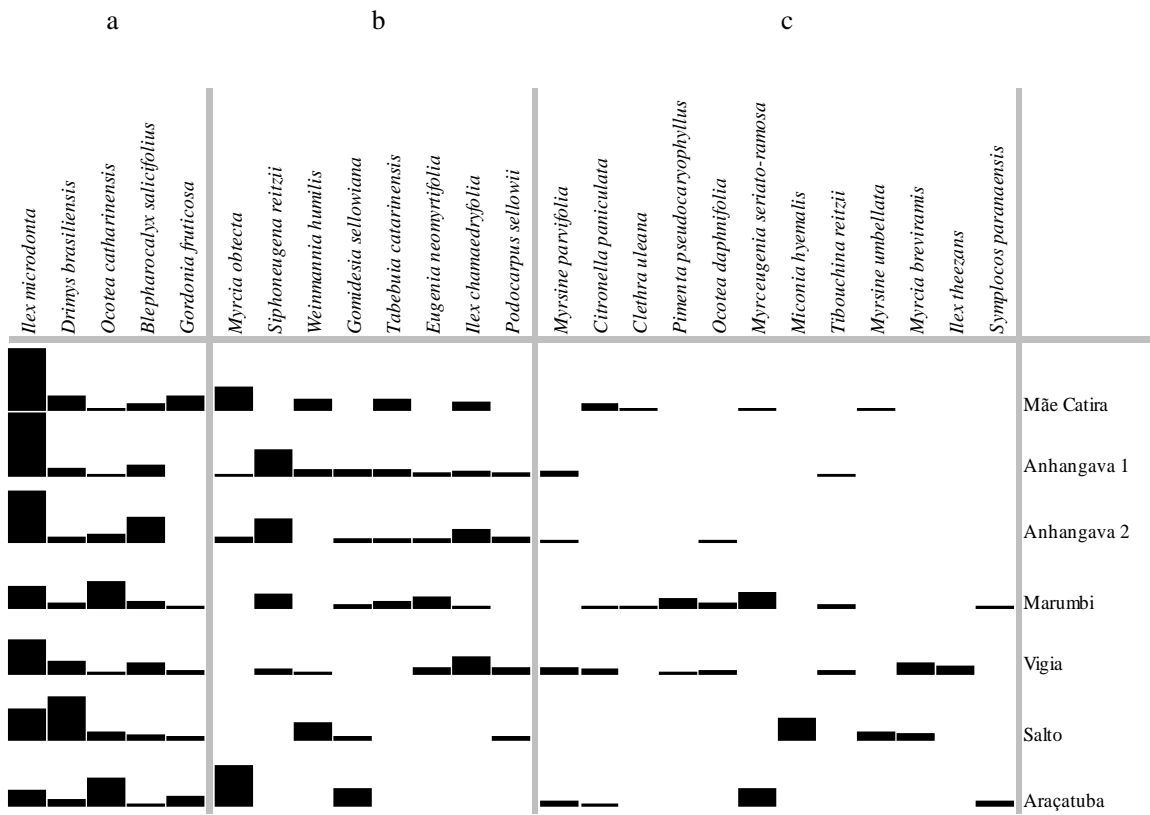 a b c
Ilex microdonta
Drimys brasiliensis
Ocotea catharinensis
Blepharocalyx salicifolius
Gordonia fruticosa
Myrcia obtecta
Siphoneugena reitzii
Weinmannia humilis
Gomidesia sellowiana
Tabebuia catarinensis
Eugenia neomyrtifolia
Ilex chamaedryfolia
Podocarpus sellowii
Myrsine parvifolia
Citronella paniculata
Clethra uleana
Pimenta pseudocaryophyllus
Ocotea daphnifolia
Myrceugenia seriato-ramosa
Miconia hyemalis
Tibouchina reitzii
Myrsine umbellata
Myrcia breviramis
Ilex theezans
Symplocos paranaensis
Mãe Catira
Anhangava 1
Anhangava 2
Marumbi
Vigia
Salto
Araçatuba